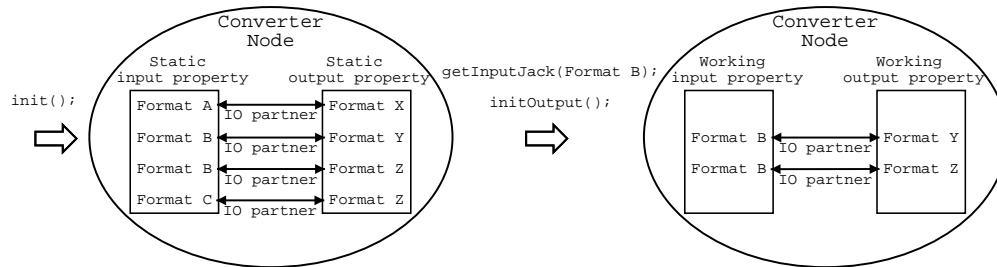 Converter
Node
Static
input property
Static
output property
init();
Format A
IO partner
Format X
Format B
IO partner
Format Y
Format B
IO partner
Format Z
Format C
IO partner
Format Z
getInputJack(Format B);
initOutput();
Converter
Node
Working
input property
Working
output property
Format B
IO partner
Format Y
Format B
IO partner
Format Z